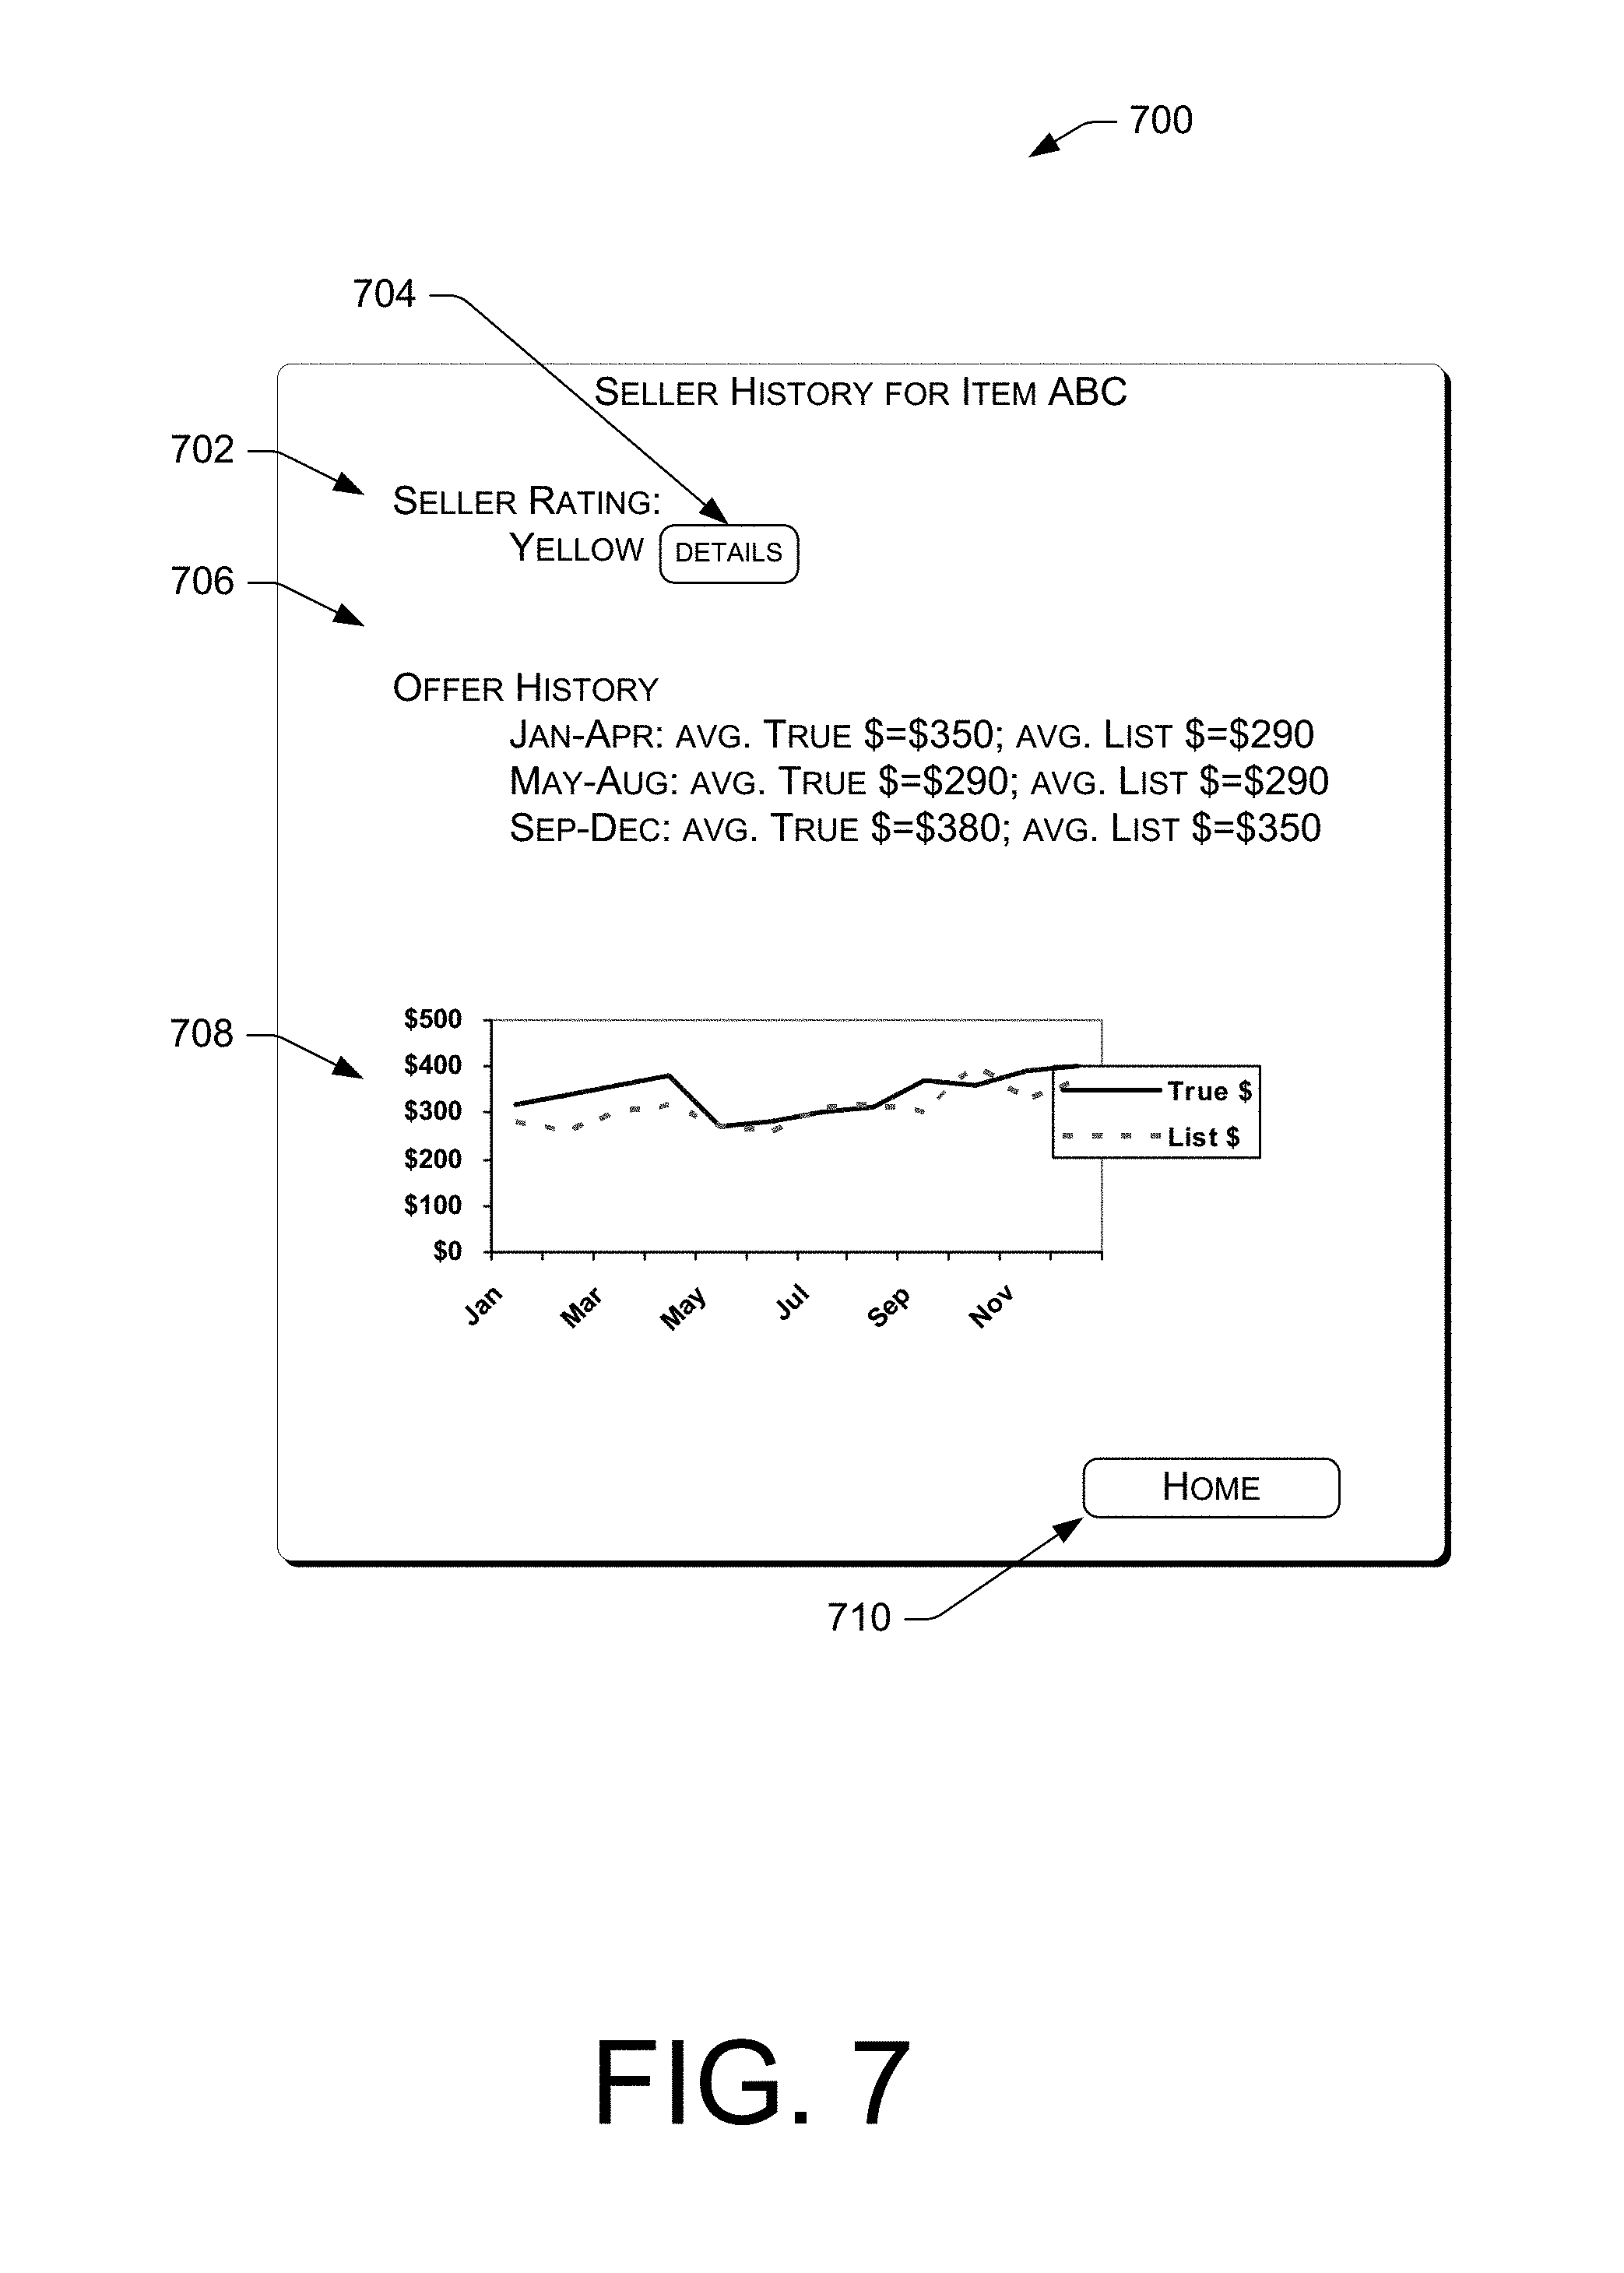 700
704
SELLER HISTORY FOR ITEM ABC
702
SELLER RATING:
YELLOW DETAILS
706
OFFER HISTORY
JAN-APR: AVG. TRUE $=$350; AVG. LIST $=$290
MAY-AUG: AVG. TRUE $=$290; AVG. LIST $=$290
SEP-DEC: AVG. TRUE $=$380; AVG. LIST $=$350
708
$500
$400
$300
$200
$100
$0
True $
List $
Jan Mar May Jul Sep Nov
HOME
710
FIG. 7